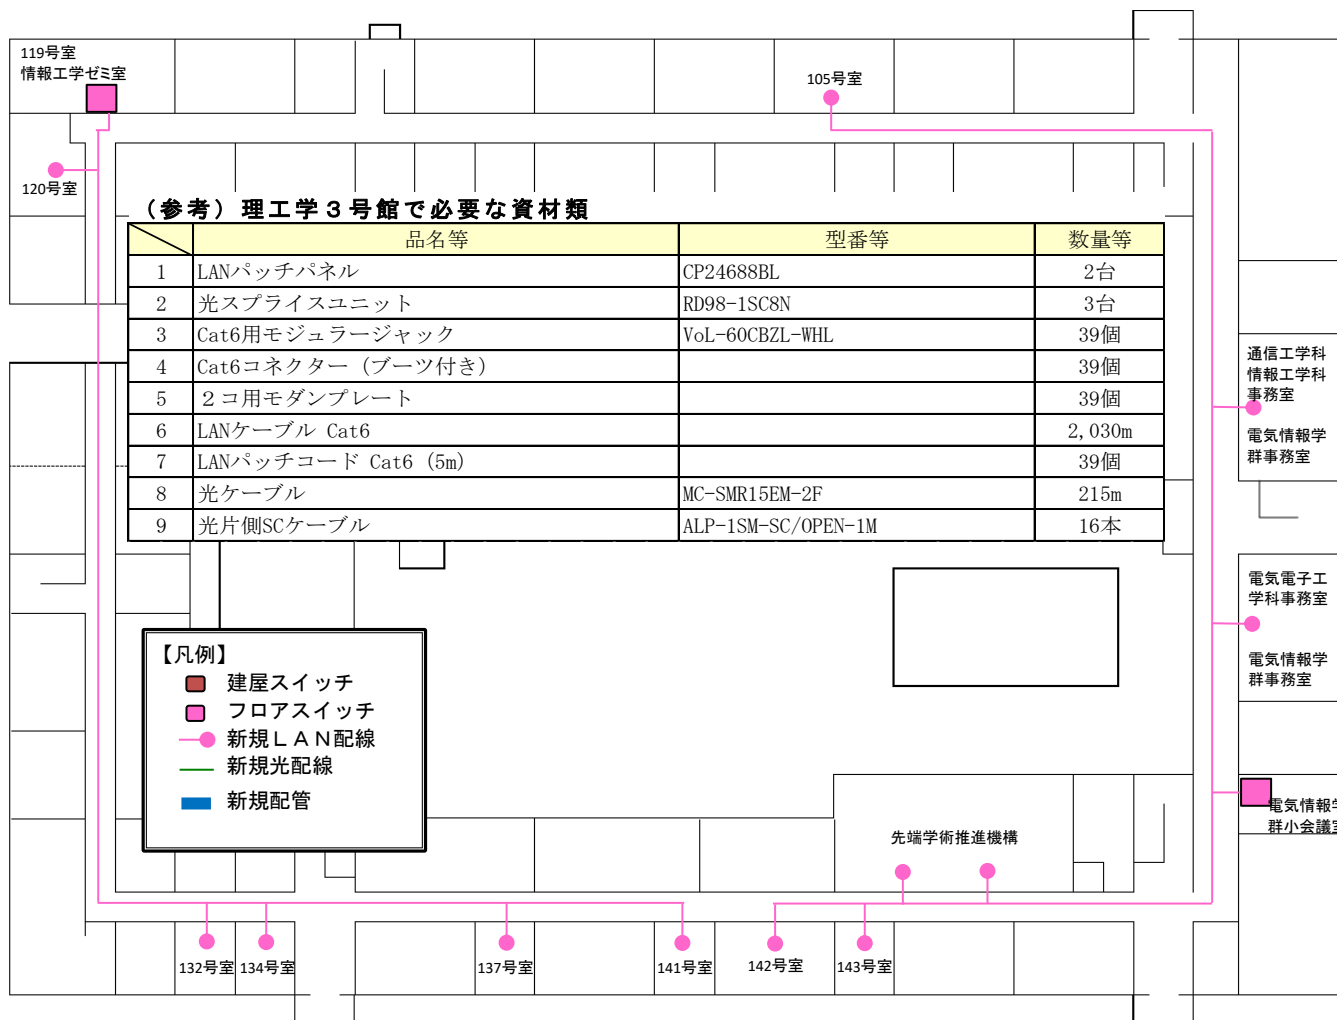 119号室
情報工学ゼミ室
105号室
120号室
（参考）理工学３号館で必要な資材類
品名等 型番等 数量等
1 LANパッチパネル CP24688BL 2台
2 光スプライスユニット RD98-1SC8N 3台
3 Cat6用モジュラージャック VoL-60CBZL-WHL 39個
4 Cat6コネクター（ブーツ付き） 39個
5 ２コ用モダンプレート 39個
6 LANケーブル Cat6 2,030m
7 LANパッチコード Cat6（5m） 39個
8 光ケーブル MC-SMR15EM-2F 215m
9 光片側SCケーブル ALP-1SM-SC/OPEN-1M 16本
通信工学科
情報工学科
事務室
電気情報学
群事務室
電気電子工
学科事務室
電気情報学
群事務室
【凡例】
建屋スイッチ
フロアスイッチ
新規ＬＡＮ配線
新規光配線
新規配管
電気情報学
群小会議室
先端学術推進機構
132号室
134号室
137号室
141号室
142号室
143号室